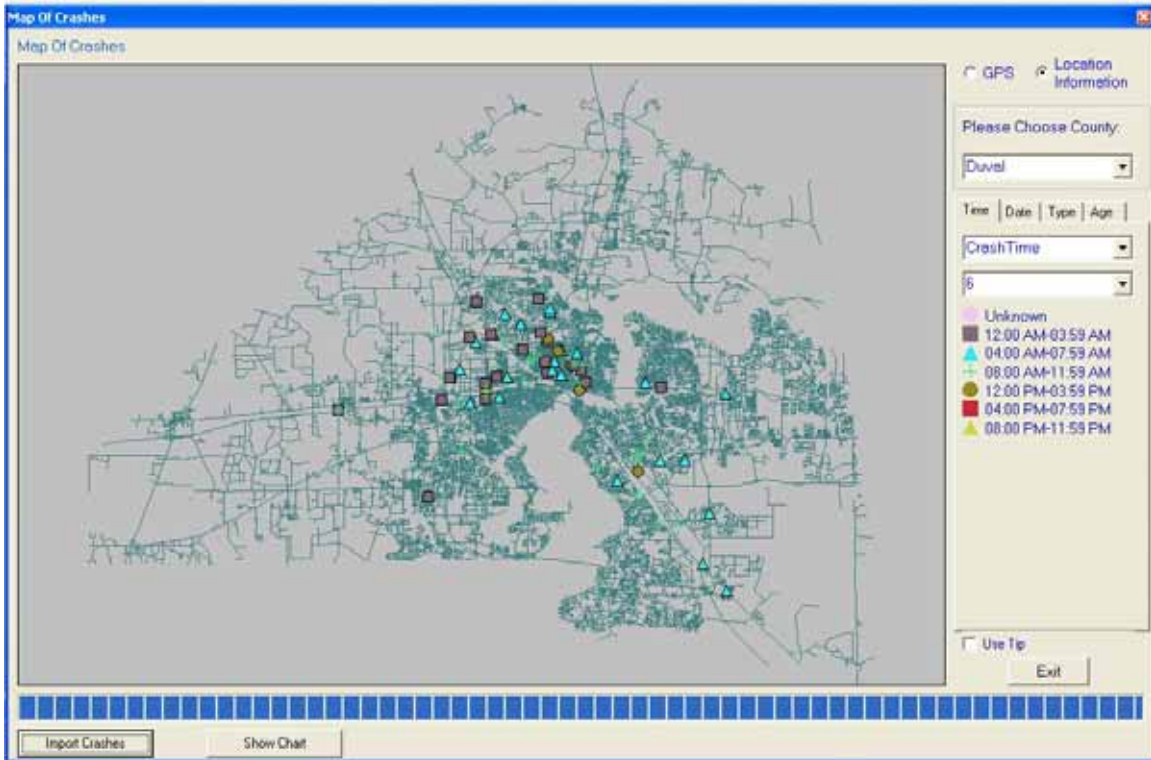 Map Of Crashes
Map Of Crashes
GPS
Location Information
Please Choose County:
Duval
Time Date Type Age
CrashTime
6
Unknown
12:00 AM-03:59 AM
04:00 AM-07:59 AM
08:00 AM-11:59 AM
12:00 PM-03:59 PM
04:00 PM-07:59 PM
08:00 PM-11:59 PM
Use Tip
Exit
Import Crashes
Show Chart